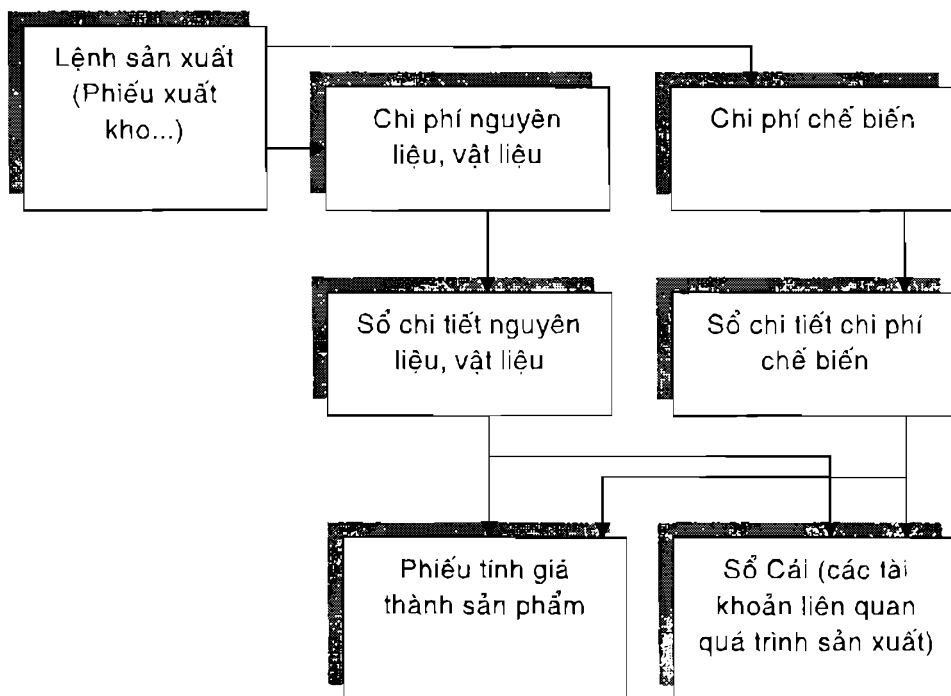 Lệnh sản xuất
(Phiếu xuất
kho...)
Chi phí nguyên
liệu, vật liệu
Chi phí chế biến
Sổ chi tiết nguyên
liệu, vật liệu
Sổ chi tiết chi phí
chế biến
Phiếu tính giá
thành sản phẩm
Sổ Cái (các tài
khoản liên quan
quá trình sản xuất)